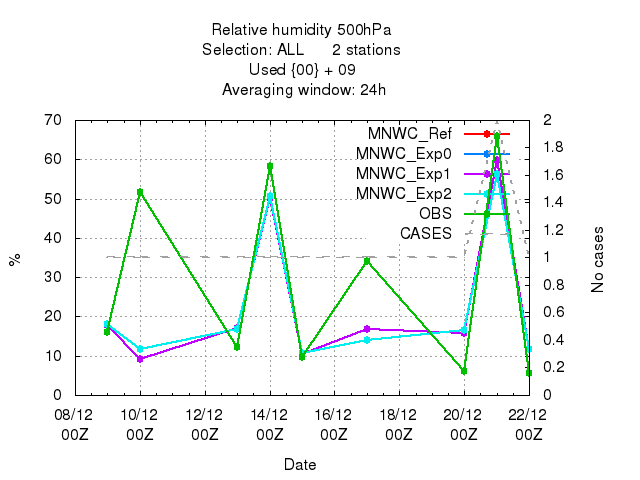 Relative humidity 500hPa
Selection: ALL 2 stations
Used {00} + 09
Averaging window: 24h
70
60
50
40
30
20
10
0
%
2
1.8
1.6
1.4
1.2
1
0.8
0.6
0.4
0.2
0
No cases
MNWC_Ref
MNWC_Exp0
MNWC_Exp1
MNWC_Exp2
OBS
CASES
08/12 10/12 12/12 14/12 16/12 18/12 20/12 22/12
00Z 00Z 00Z 00Z 00Z 00Z 00Z 00Z
Date